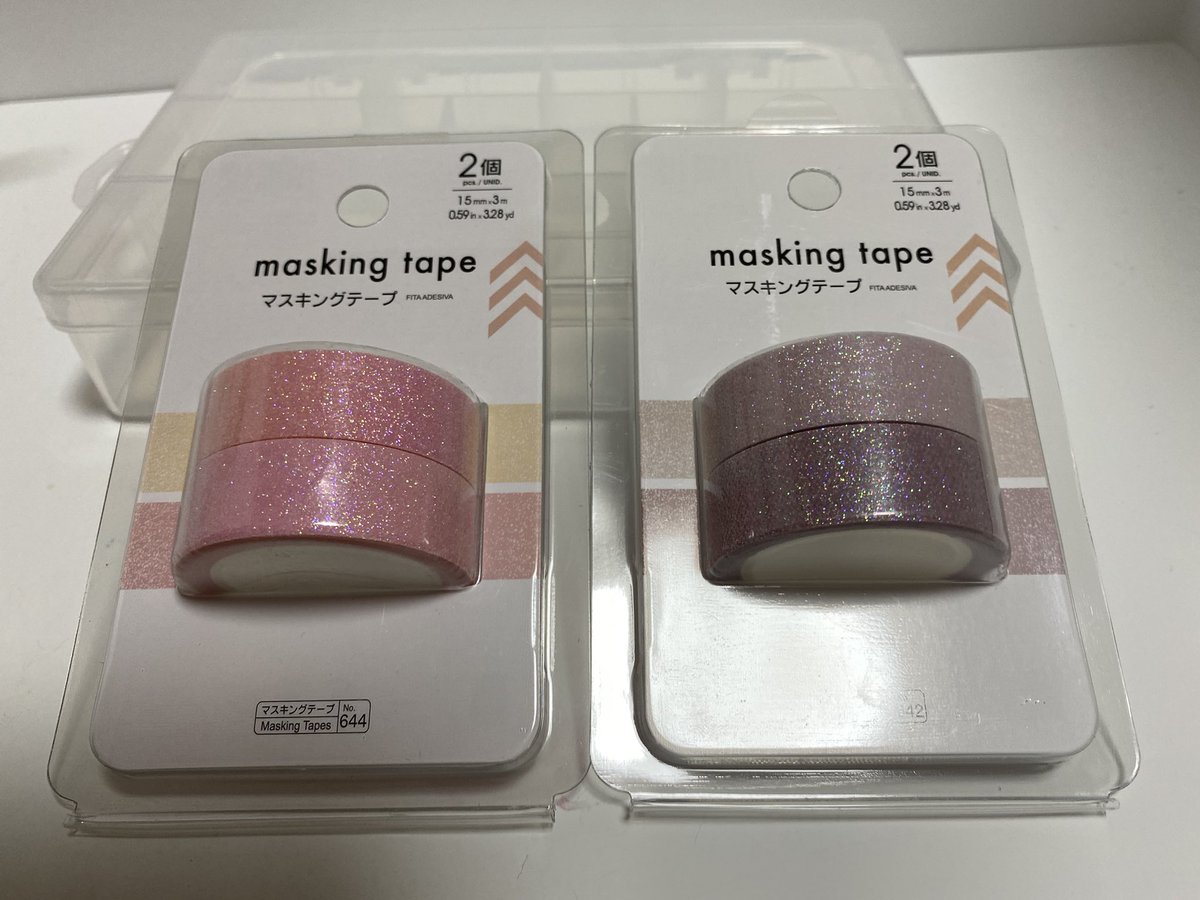 2個
pcs./UNID.
15mm×3m
0.59in×3.28yd
masking tape
マスキングテープ FITA ADESIVA
マスキングテープ
Masking Tapes
No.
644
2個
pcs./UNID.
15mm×3m
0.59in×3.28yd
masking tape
マスキングテープ FITA ADESIVA
42